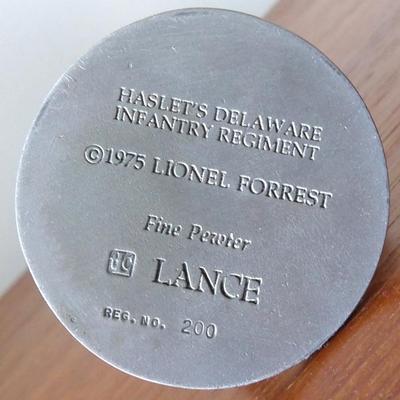 HASLET'S DELAWARE
INFANTRY REGIMENT
©1975 LIONEL FORREST
Fine Pewter
LANCE
REG. NO. 200